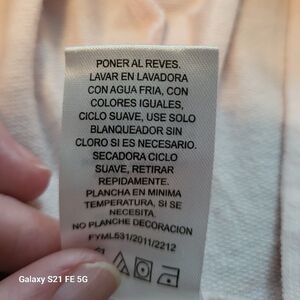 PONER AL REVES.
LAVAR EN LAVADORA
CON AGUA FRIA, CON
COLORES IGUALES,
CICLO SUAVE, USE SOLO
BLANQUEADOR SIN
CLORO SI ES NECESARIO.
SECADORA CICLO
SUAVE, RETIRAR
REPIDAMENTE.
PLANCHA EN MINIMA
TEMPERATURA, SI SE
NECESITA.
NO PLANCHE DECORACION
FYML531/2011/2212
Galaxy S21 FE 5G